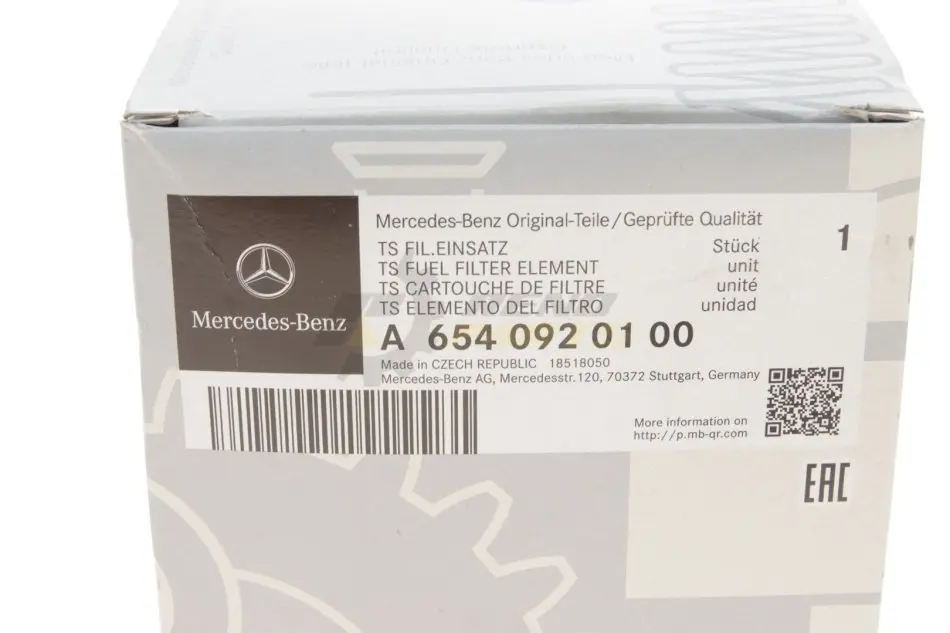 Mercedes-Benz Original-Teile/Geprüfte Qualität
TS FIL.EINSATZ Stück 1
TS FUEL FILTER ELEMENT unit
TS CARTOUCHE DE FILTRE unité
TS ELEMENTO DEL FILTRO unidad
Mercedes-Benz
A 654 092 01 00
Made in CZECH REPUBLIC 18518050
Mercedes-Benz AG, Mercedesstr.120, 70372 Stuttgart, Germany
More information on
http://p.mb-qr.com
EAC